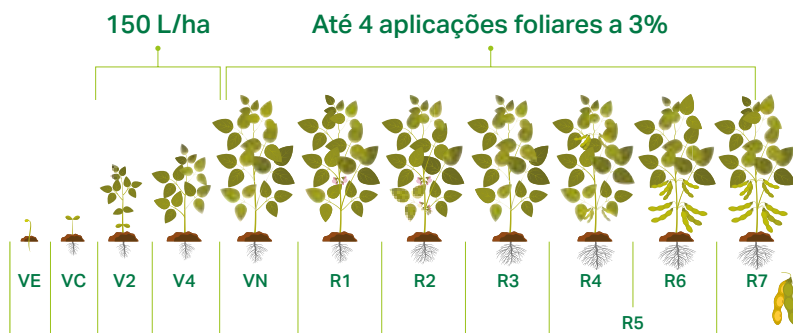 150 L/ha
Até 4 aplicações foliares a 3%
VE VC V2 V4 VN R1 R2 R3 R4 R6 R7
R5